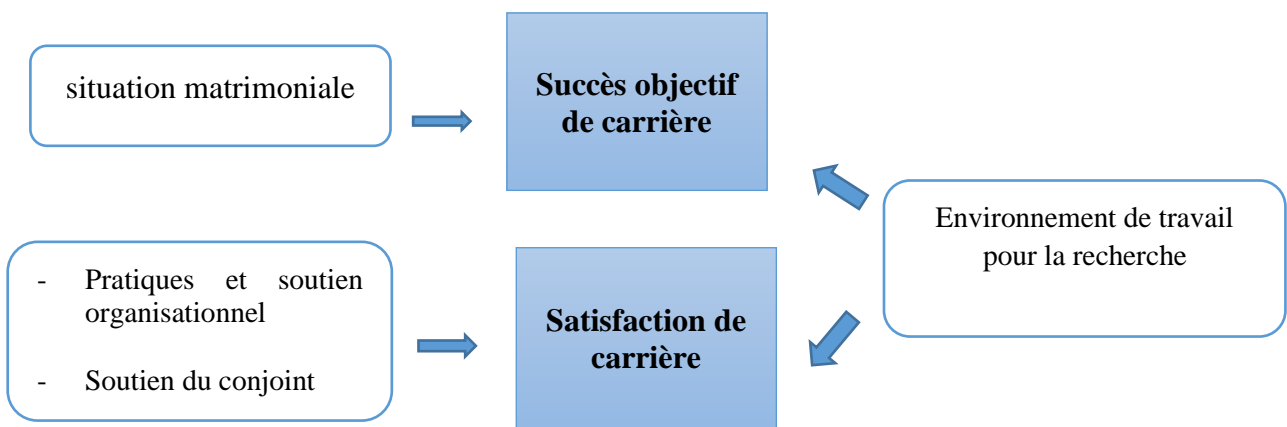 situation matrimoniale
Succès objectif
de carrière
Environnement de travail
pour la recherche
- Pratiques et soutien
organisationnel
- Soutien du conjoint
Satisfaction de
carrière